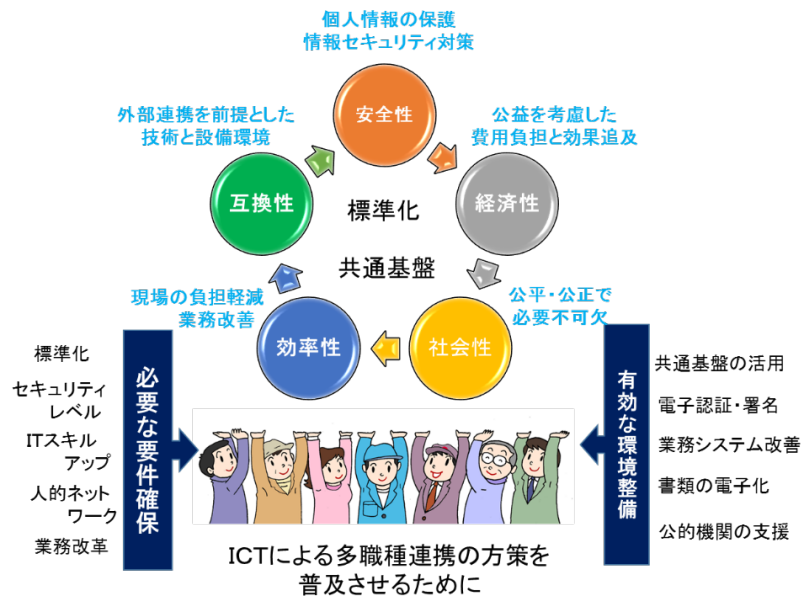 個人情報の保護
情報セキュリティ対策
安全性
外部連携を前提とした
技術と設備環境
公益を考慮した
費用負担と効果追及
互換性
標準化
経済性
共通基盤
現場の負担軽減
業務改善
公平・公正で
必要不可欠
効率性
社会性
必要な要件確保
標準化
セキュリティ
レベル
ITスキル
アップ
人的ネット
ワーク
業務改革
有効な環境整備
共通基盤の活用
電子認証・署名
業務システム改善
書類の電子化
公的機関の支援
ICTによる多職種連携の方策を
普及させるために